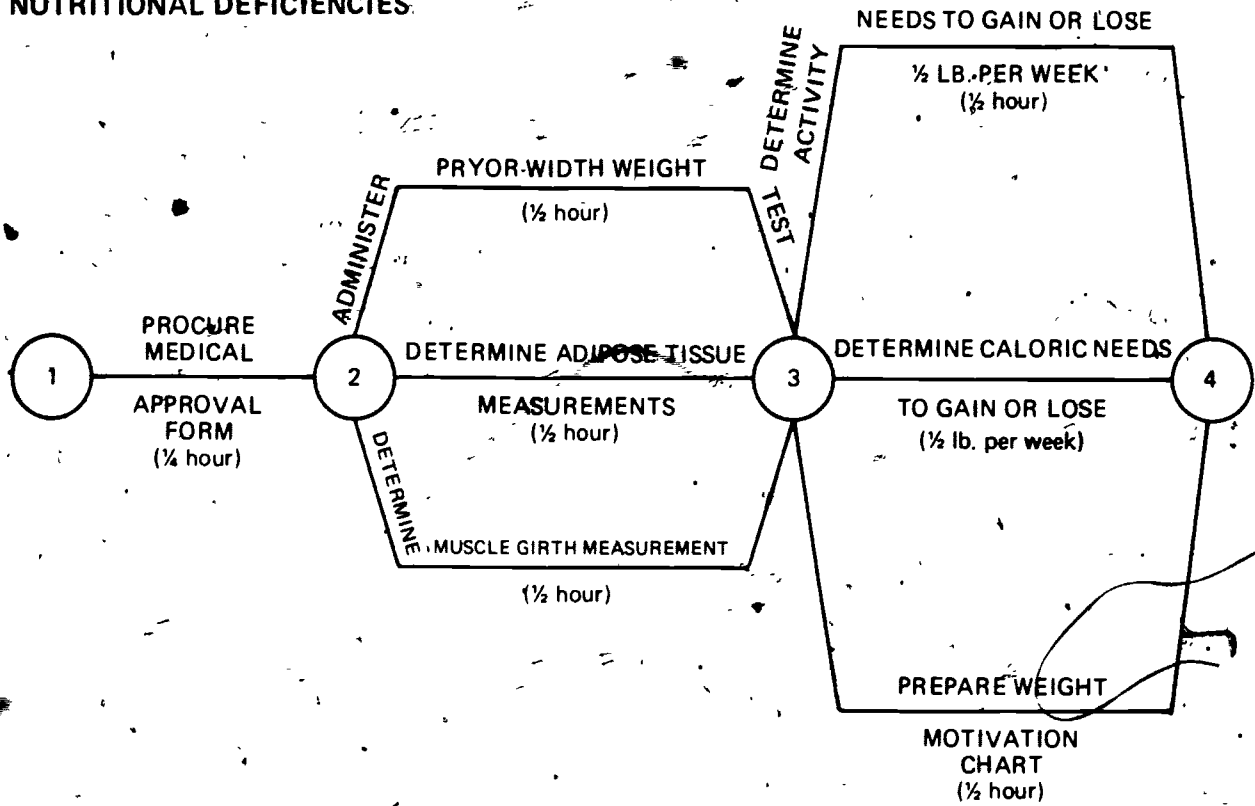 NUTRITIONAL DEFICIENCIES
NEEDS TO GAIN OR LOSE
½ LB. PER WEEK
(½ hour)
DETERMINE
ACTIVITY
PRYOR-WIDTH WEIGHT
(½ hour)
TEST
ADMINISTER
PROCURE
MEDICAL
APPROVAL
FORM
(¼ hour)
1
2
DETERMINE ADIPOSE TISSUE
MEASUREMENTS
(½ hour)
3
DETERMINE CALORIC NEEDS
TO GAIN OR LOSE
(½ lb. per week)
4
DETERMINE
MUSCLE GIRTH MEASUREMENT
(½ hour)
PREPARE WEIGHT
MOTIVATION
CHART
(½ hour)